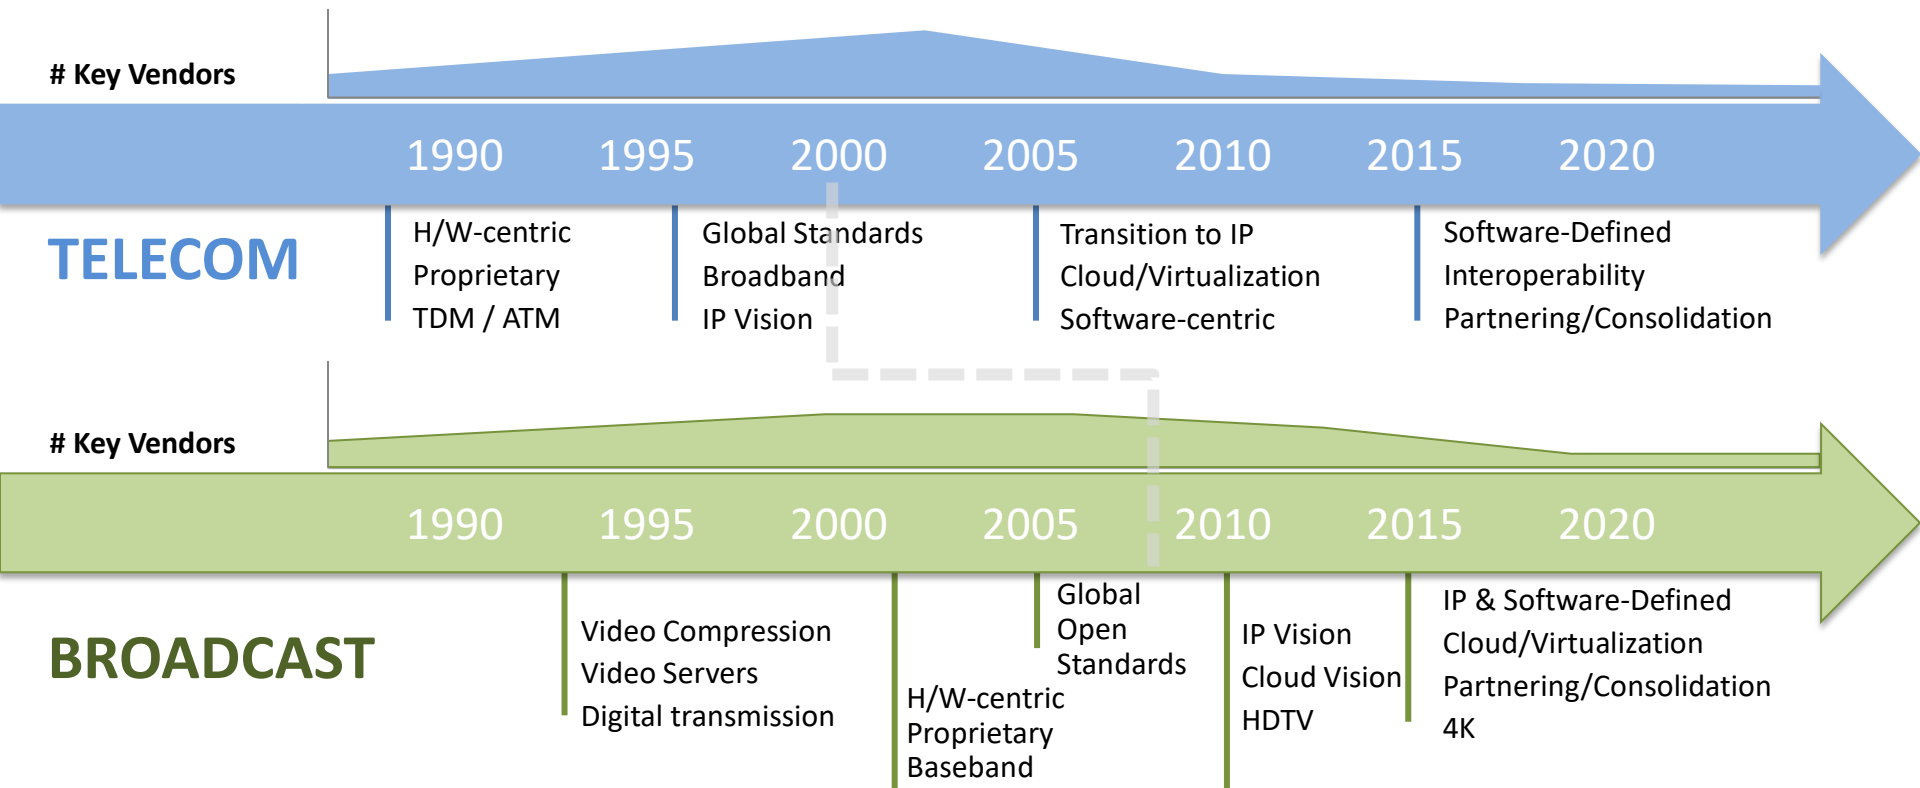 # Key Vendors
1990 1995 2000 2005 2010 2015 2020
TELECOM
H/W-centric
Proprietary
TDM / ATM
Global Standards
Broadband
IP Vision
Transition to IP
Cloud/Virtualization
Software-centric
Software-Defined
Interoperability
Partnering/Consolidation
# Key Vendors
1990 1995 2000 2005 2010 2015 2020
BROADCAST
Video Compression
Video Servers
Digital transmission
H/W-centric
Proprietary
Baseband
Global
Open
Standards
IP Vision
Cloud Vision
HDTV
IP & Software-Defined
Cloud/Virtualization
Partnering/Consolidation
4K